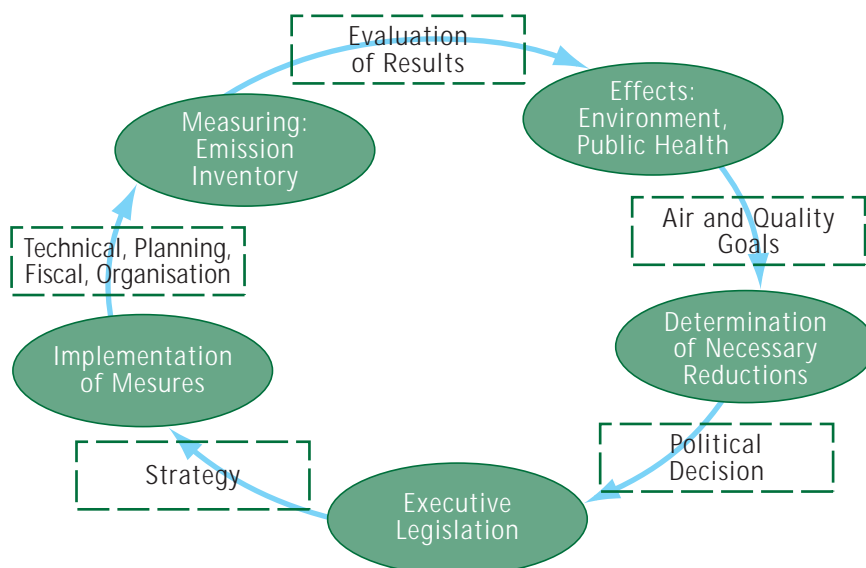 Evaluation
of Results
Effects:
Environment,
Public Health
Measuring:
Emission
Inventory
Air and Quality
Goals
Technical, Planning,
Fiscal, Organisation
Determination
of Necessary
Reductions
Implementation
of Mesures
Political
Decision
Strategy
Executive
Legislation